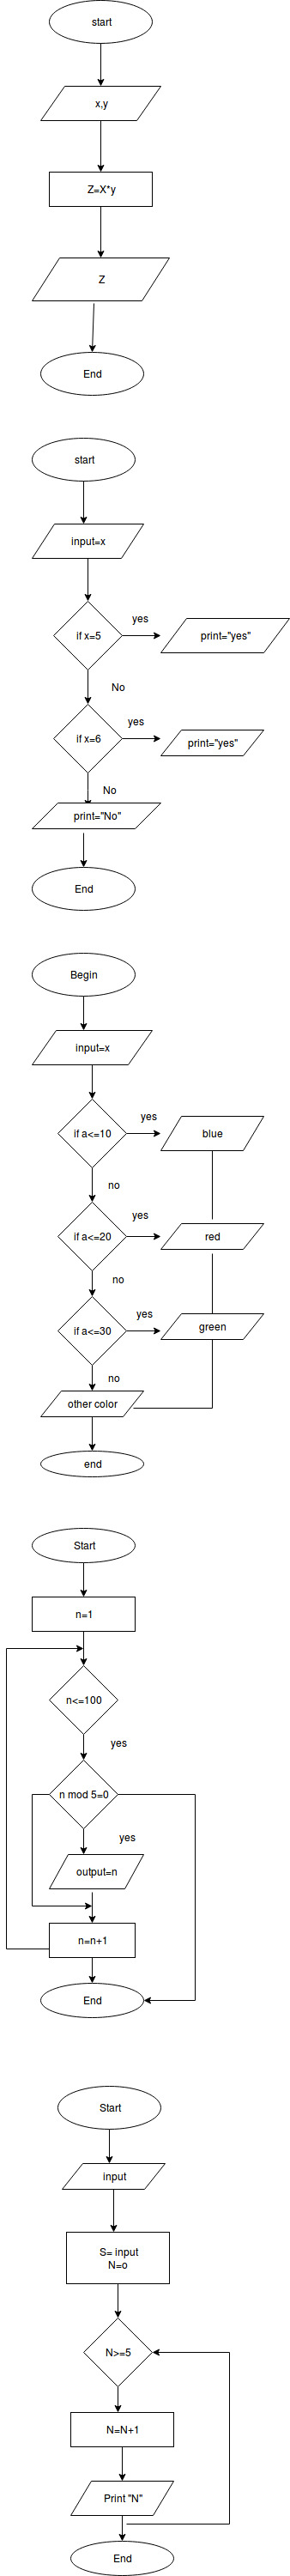 start
x,y
Z=X*y
Z
End
start
input=x
yes
if x=5
print="yes"
No
yes
if x=6
print="yes"
No
print="No"
End
Begin
input=x
yes
if a<=10
blue
no
yes
if a<=20
red
no
yes
if a<=30
green
no
other color
end
Start
n=1
n<=100
yes
n mod 5=0
yes
output=n
n=n+1
End
Start
input
S= input
N=o
N>=5
N=N+1
Print "N"
End